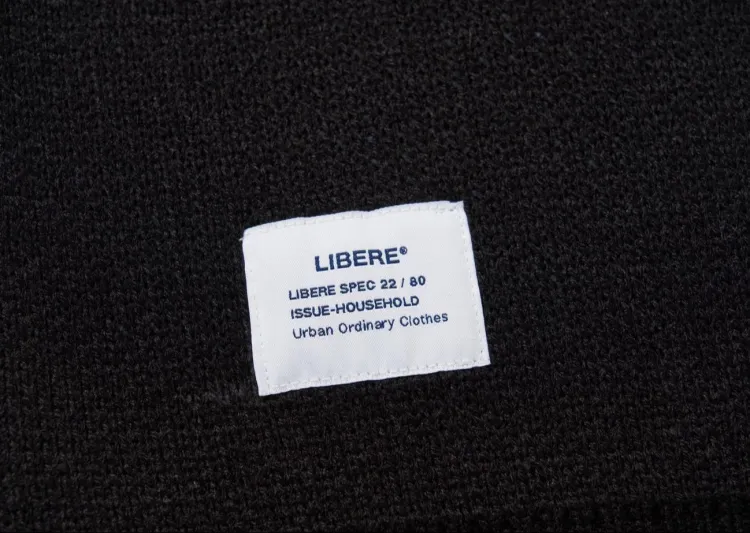 LIBERE®
LIBERE SPEC 22 / 80
ISSUE-HOUSEHOLD
Urban Ordinary Clothes